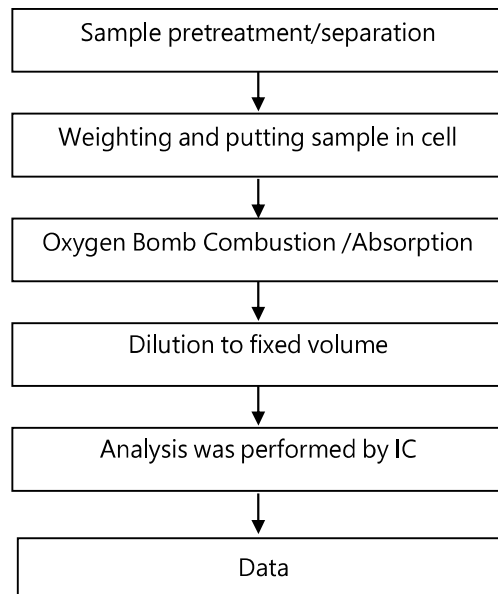 Sample pretreatment/separation
Weighting and putting sample in cell
Oxygen Bomb Combustion /Absorption
Dilution to fixed volume
Analysis was performed by IC
Data